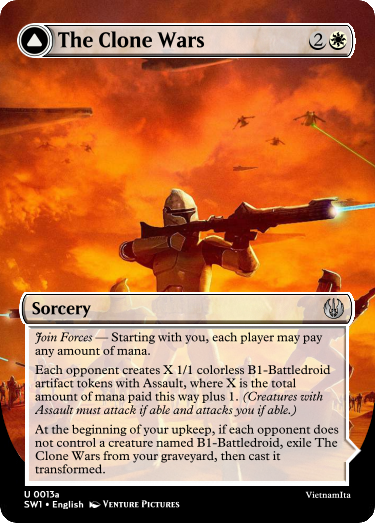 The Clone Wars 2
Sorcery
Join Forces — Starting with you, each player may pay
any amount of mana.
Each opponent creates X 1/1 colorless B1-Battledroid
artifact tokens with Assault, where X is the total
amount of mana paid this way plus 1. (Creatures with
Assault must attack if able and attacks you if able.)
At the beginning of your upkeep, if each opponent does
not control a creature named B1-Battledroid, exile The
Clone Wars from your graveyard, then cast it
transformed.
U 0013a
SW1 • English VENTURE PICTURES
VietnamIta